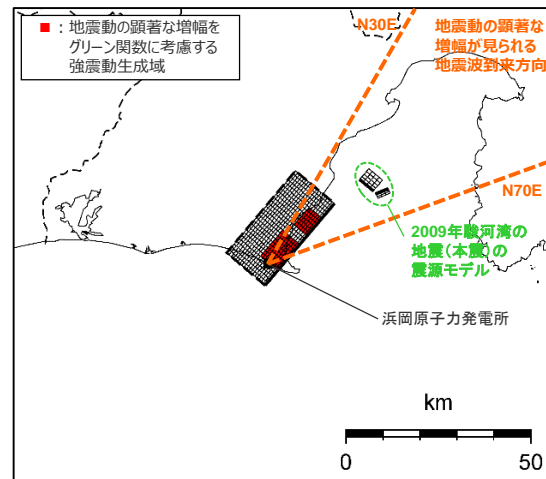 ■ ：地震動の顕著な増幅を
グリーン関数に考慮する
強震動生成域
N30E
地震動の顕著な
増幅が見られる
地震波到来方向
N70E
2009年駿河湾の
地震（本震）の
震源モデル
浜岡原子力発電所
km
0
50